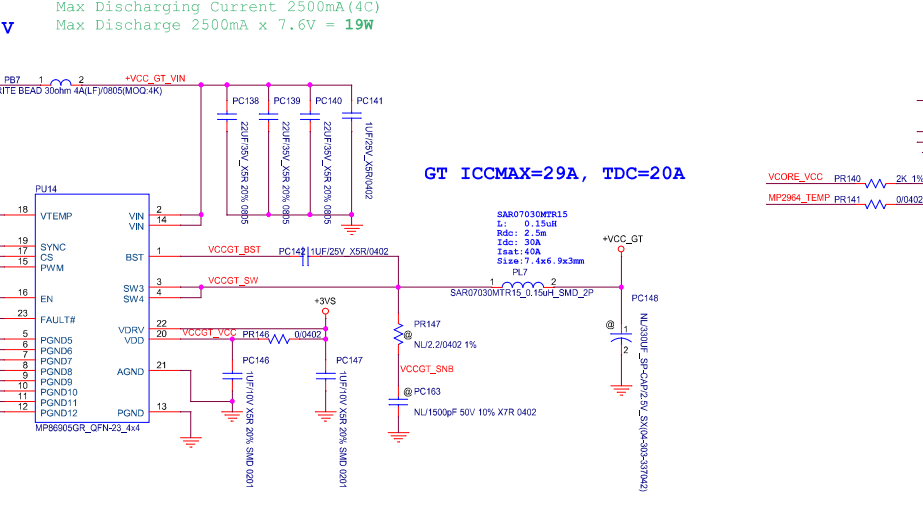 Max Discharging Current 2500mA(4C)
Max Discharge 2500mA x 7.6V = 19W
V
PB7
1
2
+VCC_GT_VIN
RITE BEAD 30ohm 4A(LF)/0805(MOQ:4K)
PC138
PC139
PC140
PC141
22UF/35V_X5R 20% 0805
22UF/35V_X5R 20% 0805
22UF/35V_X5R 20% 0805
1UF/25V_X5R/0402
GT ICCMAX=29A, TDC=20A
VCORE_VCC
PR140
2K 1%
MP2964_TEMP
PR141
0/0402
PU14
18
VTEMP
VIN
2
VIN
14
19
SYNC
17
CS
15
PWM
BST
1
VCCGT_BST
PC142
1UF/25V_X5R/0402
16
EN
SW3
3
SW4
4
VCCGT_SW
23
FAULT#
VDRV
22
VDD
20
VCCGT_VCC
PR146
0/0402
+3VS
5
PGND5
6
PGND6
7
PGND7
8
PGND8
9
PGND9
10
PGND10
11
PGND11
12
PGND12
AGND
21
PGND
13
MP86905GR_QFN-23_4x4
PC146
1UF/10V X5R 20% SMD 0201
PC147
1UF/10V X5R 20% SMD 0201
SAR07030MTR15
L: 0.15uH
Rdc: 2.5m
Idc: 30A
Isat:40A
Size:7.4x6.9x3mm
PL7
1
2
SAR07030MTR15_0.15uH_SMD_2P
PR147
@
NL/2.2/0402 1%
VCCGT_SNB
@
PC163
NL/1500pF 50V 10% X7R 0402
+VCC_GT
PC148
@
1
2
NL/330UF_SP-CAP/2.5V_SX(04-303-337042)